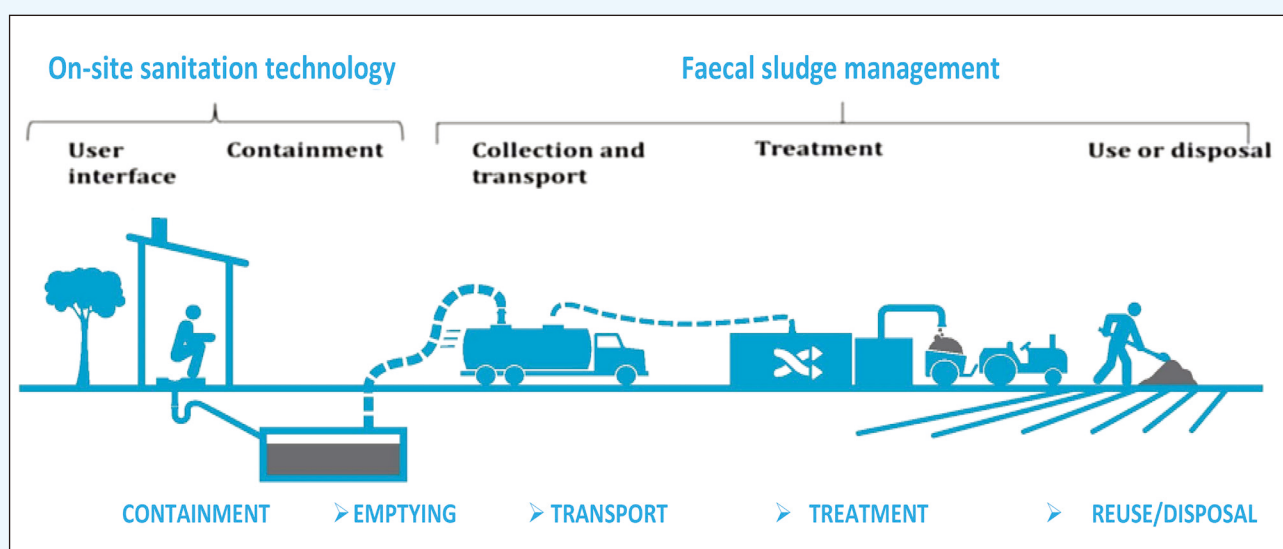 On-site sanitation technology
Faecal sludge management
User
interface
Containment
Collection and
transport
Treatment
Use or disposal
CONTAINMENT ➢EMPTYING ➢TRANSPORT ➢ TREATMENT ➢ REUSE/DISPOSAL